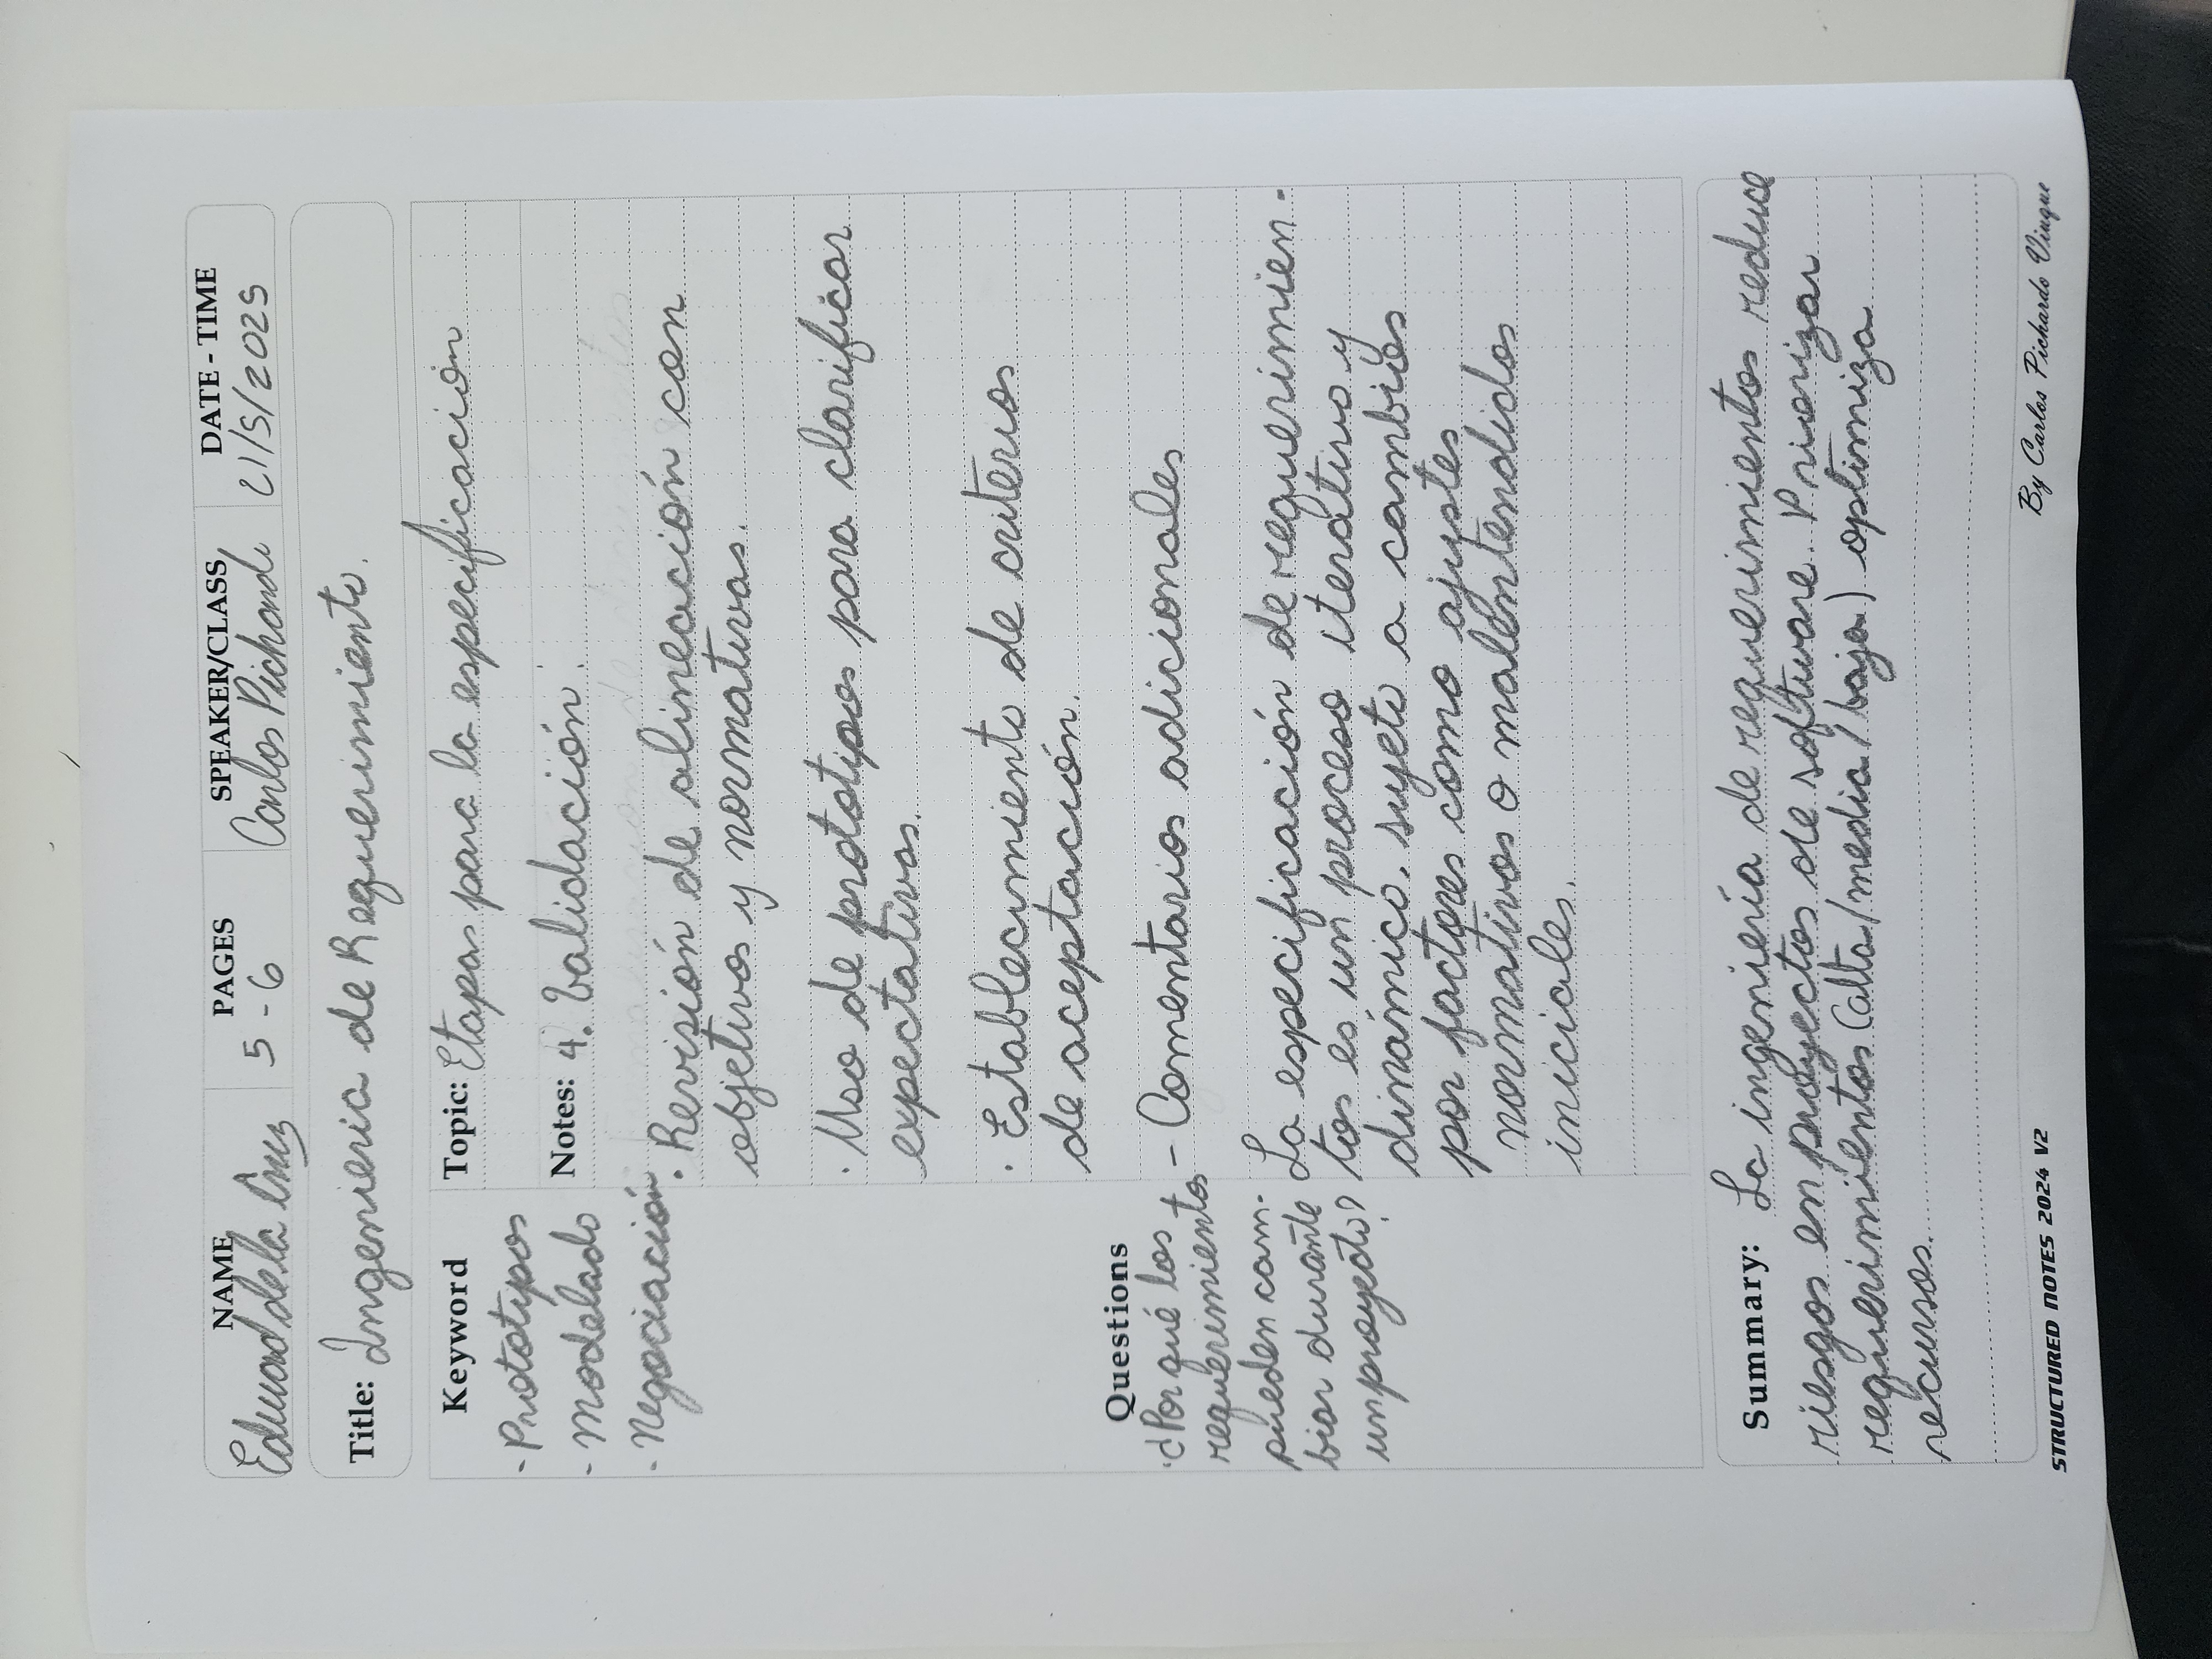 NAME PAGES SPEAKER/CLASS DATE - TIME
Eduard de la Cruz 5 - 6 Carlos Pichardo 21/5/2025
Title: Ingenieria de Requerimiento.
Keyword
- Prototipos
- Modelado
- Negociación
Topic: Etapas para la especificación
Notes: 4. Validación:
· Revisión de alineación con
objetivos y normativas.
· Uso de prototipos para clarificar
expectativas.
· Establecimiento de criterios
de aceptación.
- Comentarios adicionales
La especificación de requerimien-
tos es un proceso iterativo y
dinámico. sujeto a cambios
por factores como ajustes
normativos o malentendidos
iniciales.
Questions
·¿Por qué los
requerimientos
pueden cam-
biar durante
un proyecto?
Summary: La ingeniería de requerimientos reduce
riesgos en proyectos de software. Priorizar
requerimientos (alta/media/baja) optimiza
recursos.
STRUCTURED NOTES 2024 V2 By Carlos Pichardo Viuque